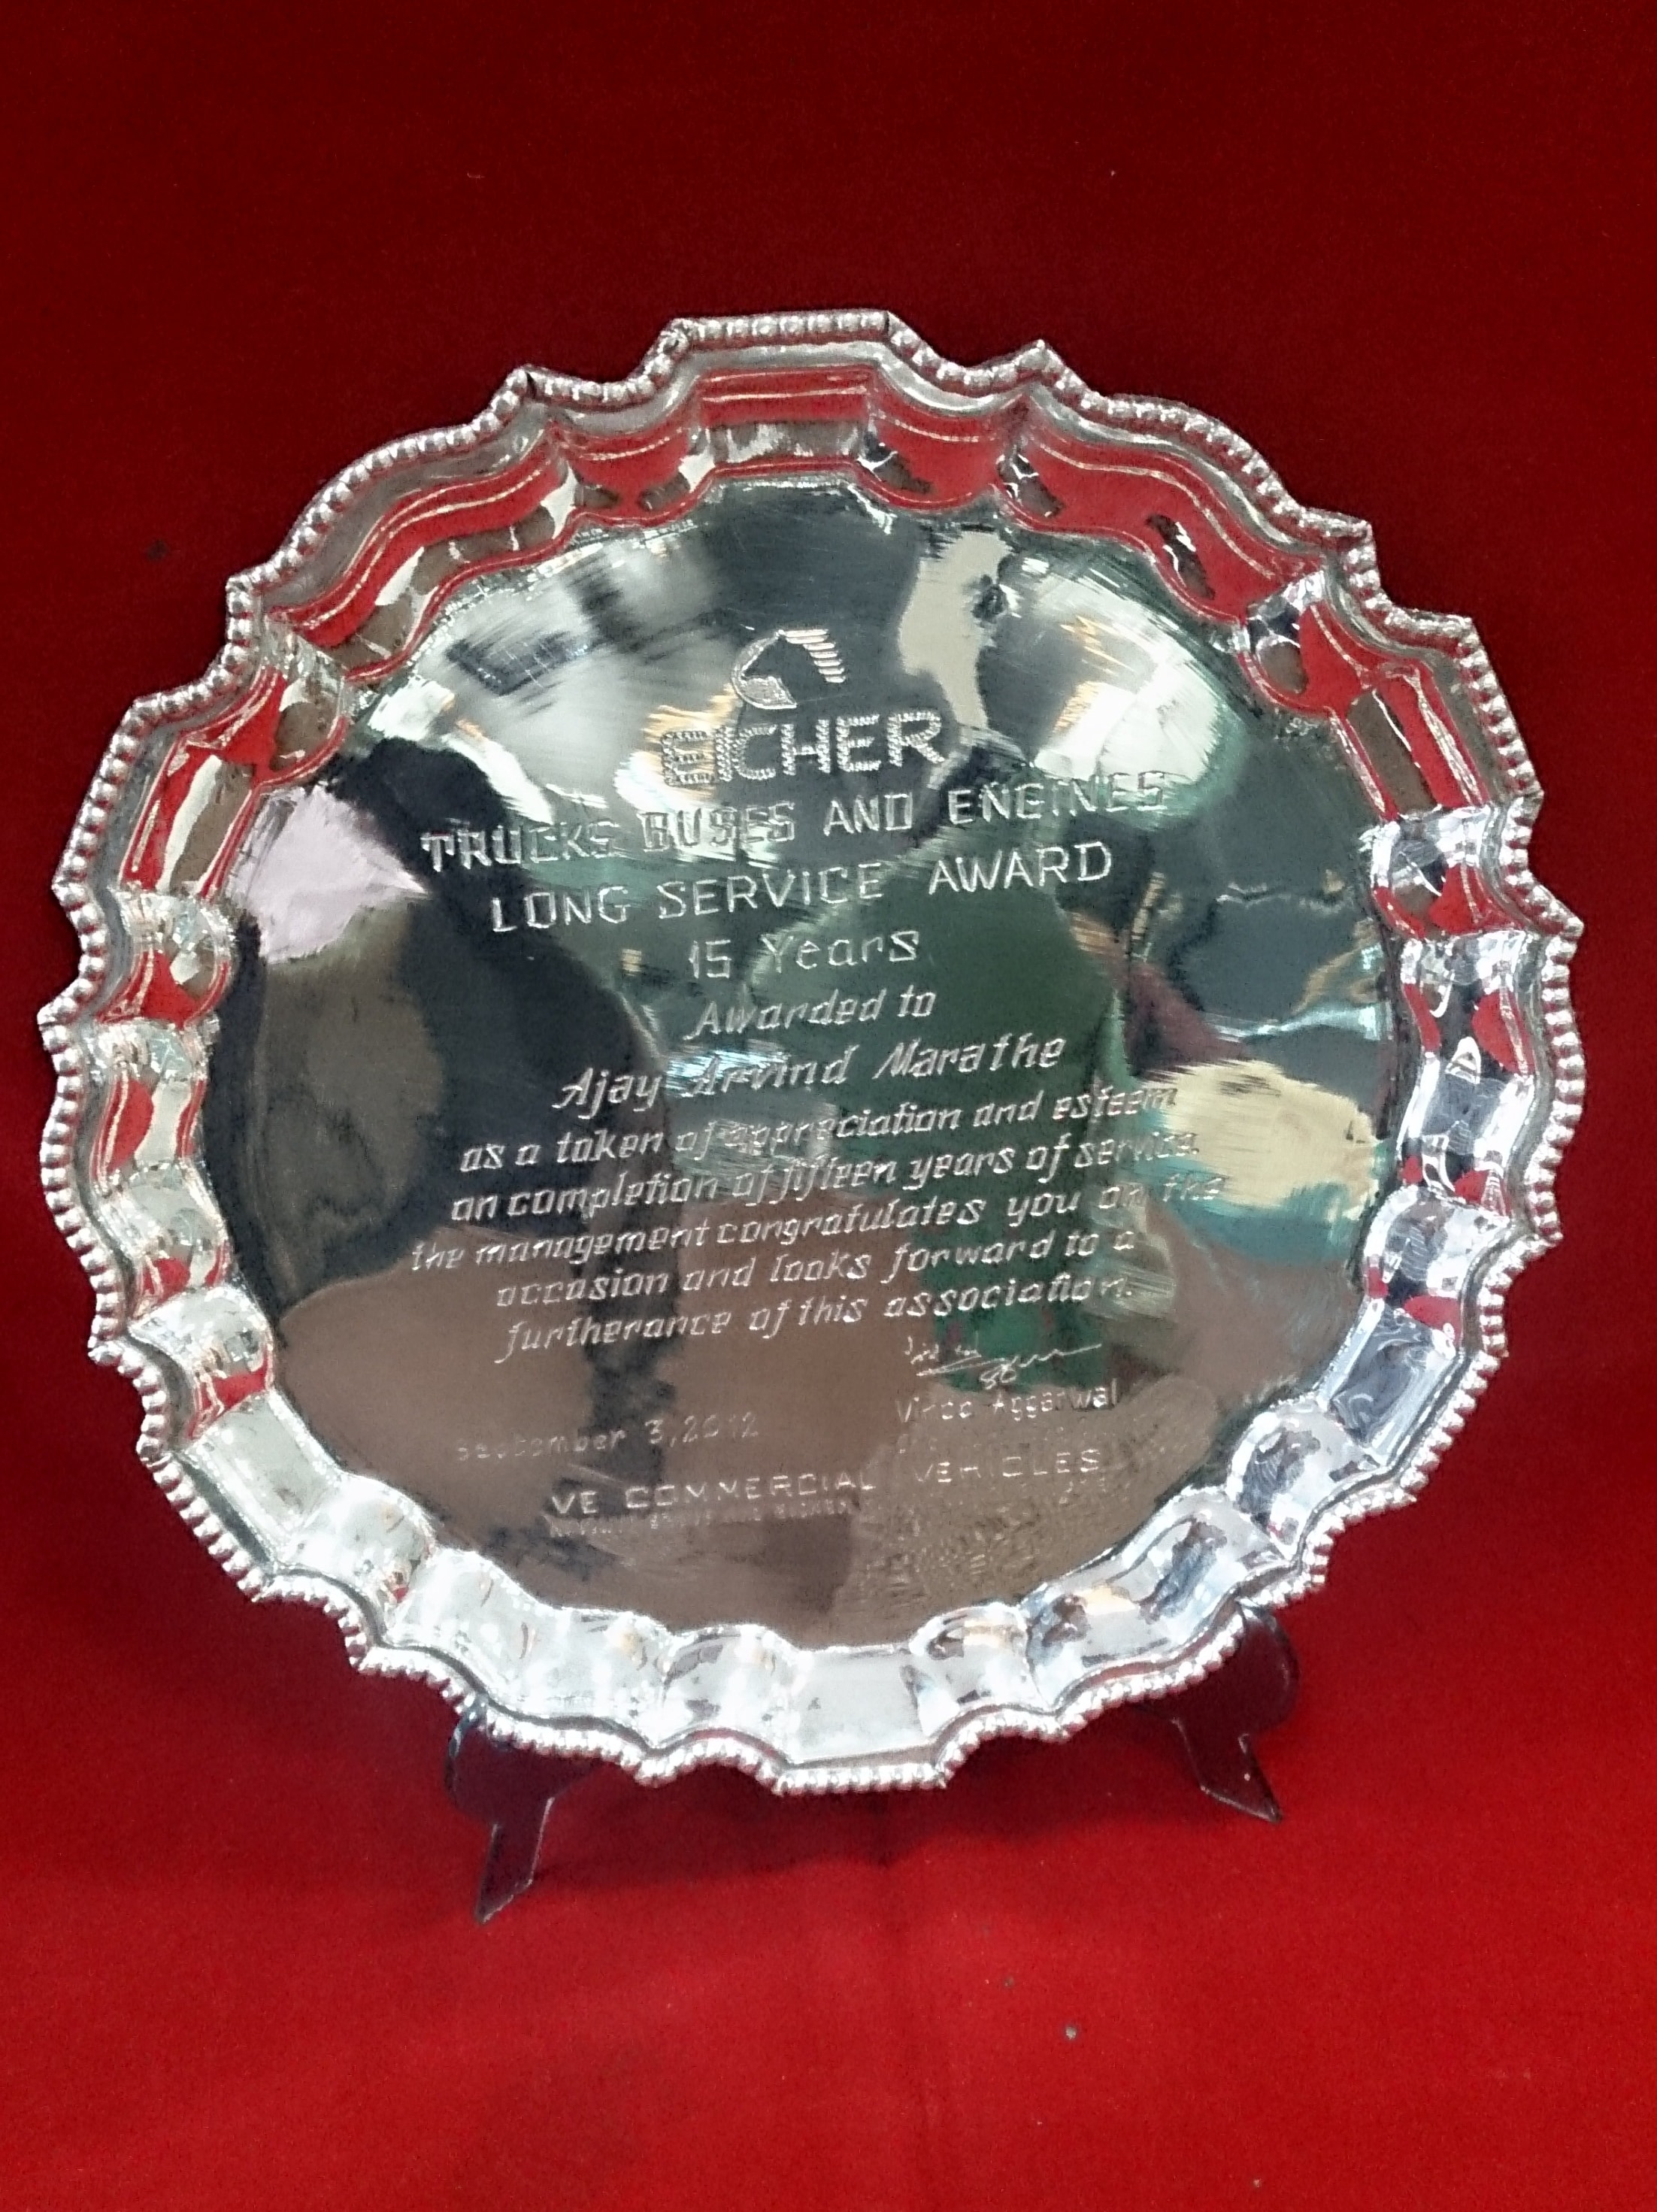 EICHER
TRUCKS BUSES AND ENGINES
LONG SERVICE AWARD
15 Years
Awarded to
Ajay Arvind Marathe
as a token of appreciation and esteem
on completion of fifteen years of service.
the management congratulates you on the
occasion and looks forward to a
furtherance of this association.
Vinod Aggarwal
September 3, 2012
VE COMMERCIAL VEHICLES